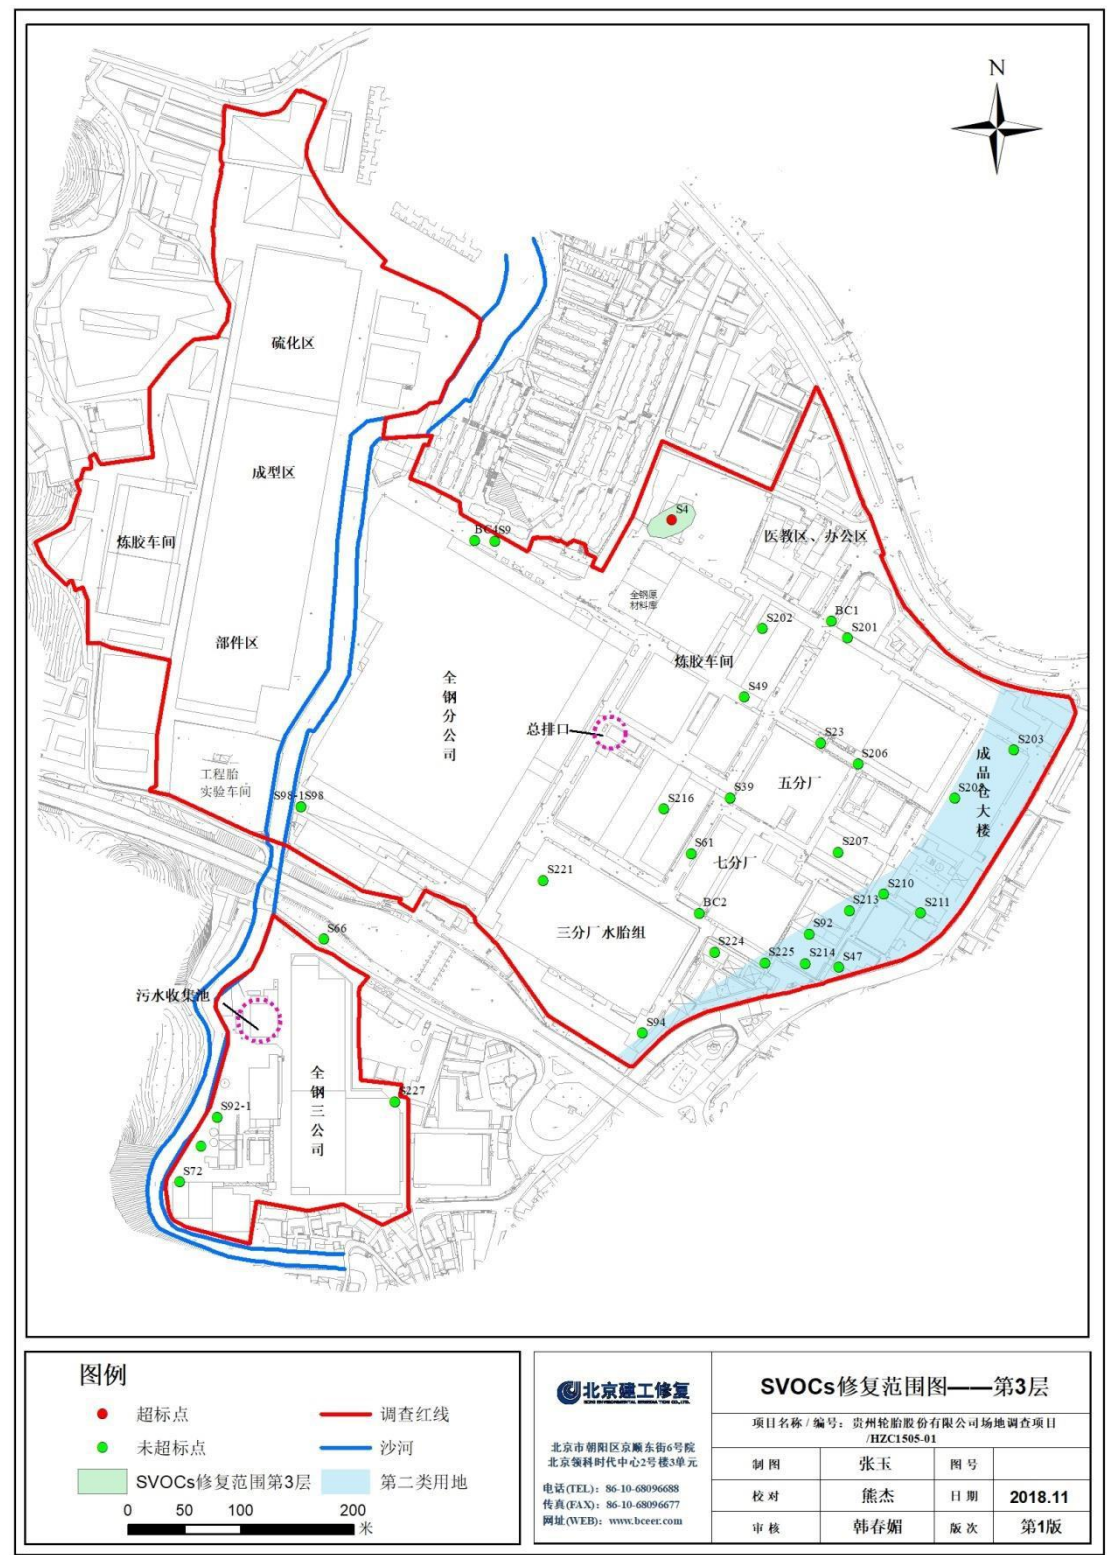 N
硫化区
成型区
炼胶车间
部件区
工程胎
实验车间
S98-1S98
BC4S9
S4
医教区、办公区
全钢原
材料库
S202
BC1
S201
炼胶车间
S49
全钢分公司
总排口
S23
S206
S203
成品仓大楼
S39
五分厂
S216
S61
七分厂
S207
S221
BC2
S210
S213
S211
三分厂水胎组
S92
S224
S225
S214
S47
S94
S66
污水收集池
全钢三公司
S227
S92-1
S72
图例
超标点
调查红线
未超标点
沙河
SVOCs修复范围第3层
第二类用地
0 50 100 200
米
北京建工修复
北京市朝阳区京顺东街6号院
北京领科时代中心2号楼3单元
电话(TEL): 86-10-68096688
传真(FAX): 86-10-68096677
网址(WEB): www.bceer.com
SVOCs修复范围图——第3层
项目名称 / 编号: 贵州轮胎股份有限公司场地调查项目
/HZC1505-01
制 图 张玉 图 号
校 对 熊杰 日 期 2018.11
审 核 韩春媚 版 次 第1版